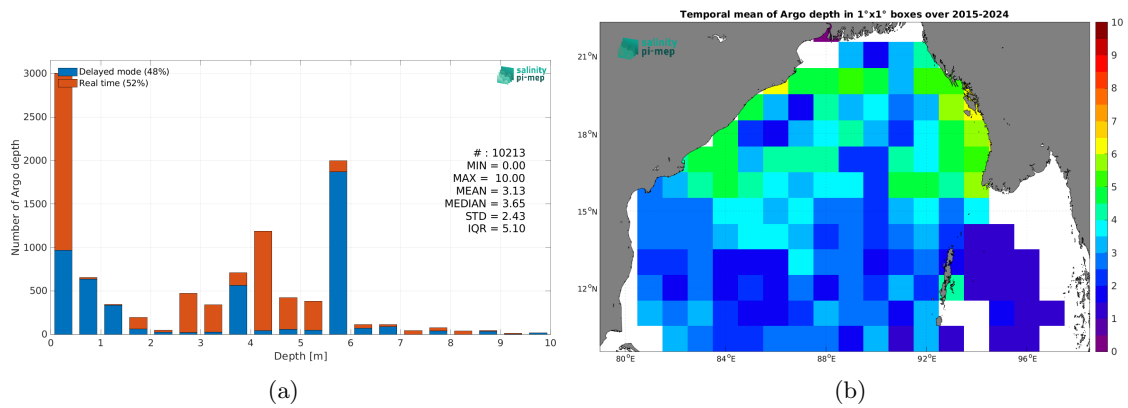 3000
2500
2000
1500
1000
500
0
Number of Argo depth
Delayed mode (48%)
Real time (52%)
salinity
pi-mep
# : 10213
MIN = 0.00
MAX = 10.00
MEAN = 3.13
MEDIAN = 3.65
STD = 2.43
IQR = 5.10
0 1 2 3 4 5 6 7 8 9 10
Depth [m]
(a)
Temporal mean of Argo depth in 1°x1° boxes over 2015-2024
salinity
pi-mep
21°N
18°N
15°N
12°N
80°E 84°E 88°E 92°E 96°E
10
9
8
7
6
5
4
3
2
1
0
(b)